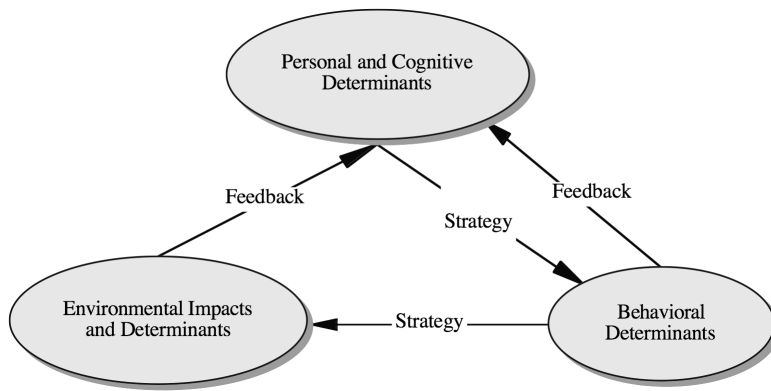 Personal and Cognitive
Determinants
Feedback
Feedback
Strategy
Environmental Impacts
and Determinants
Strategy
Behavioral
Determinants